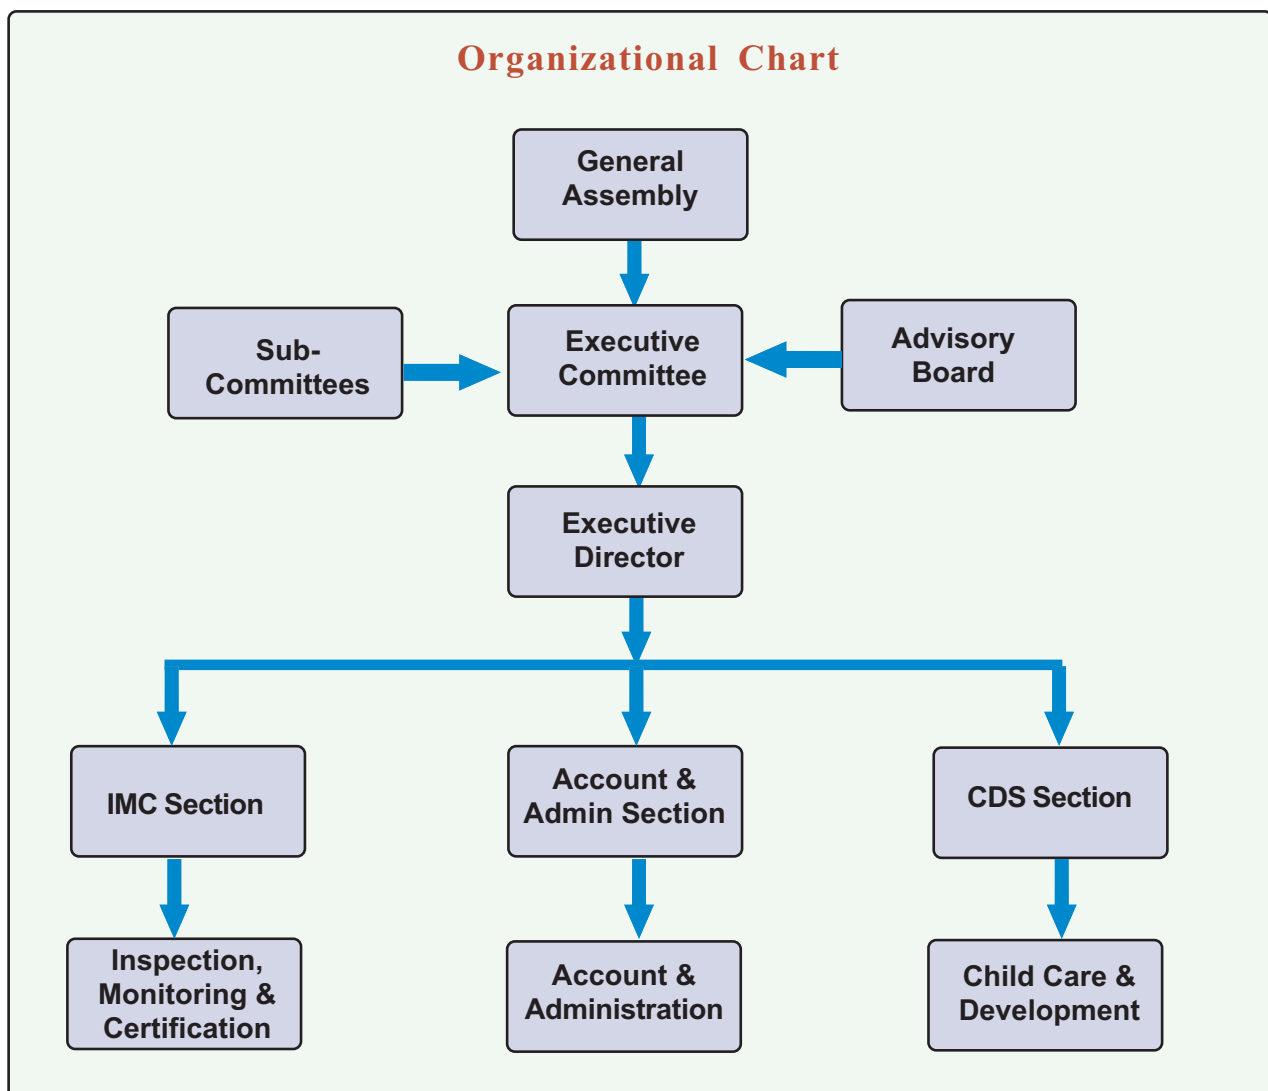 Organizational Chart
General
Assembly
Sub-
Committees
Executive
Committee
Advisory
Board
Executive
Director
IMC Section
Account &
Admin Section
CDS Section
Inspection,
Monitoring &
Certification
Account &
Administration
Child Care &
Development